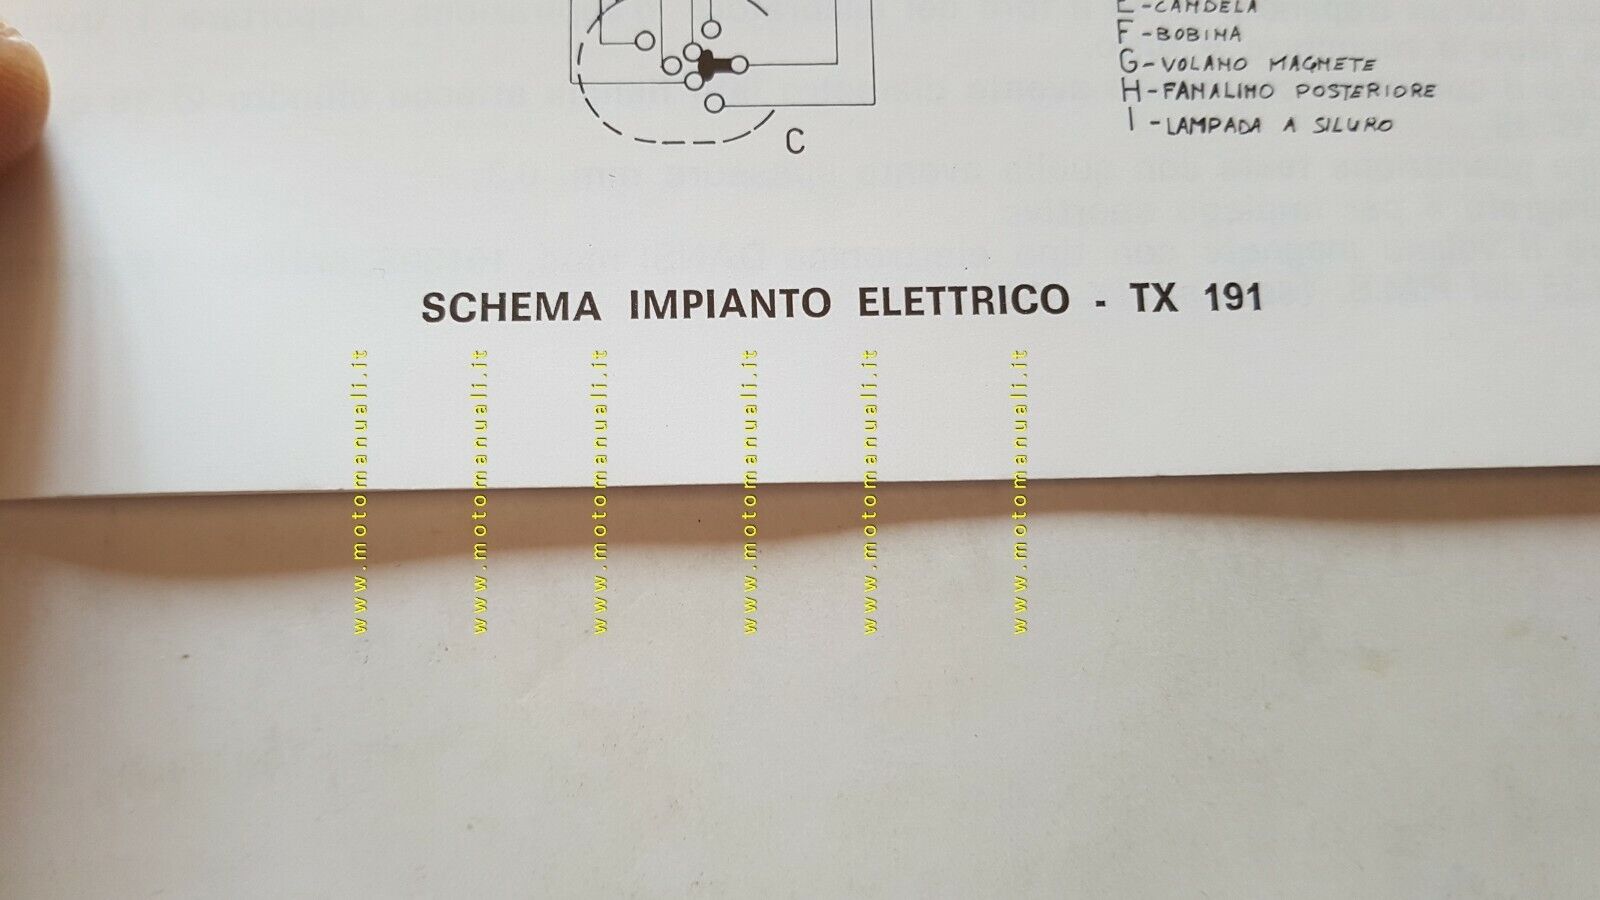 E-CANDELA
F-BOBINA
G-VOLANO MAGNETE
H-FANALINO POSTERIORE
I-LAMPADA A SILURO
C
SCHEMA IMPIANTO ELETTRICO - TX 191
www.motomanuali.it
www.motomanuali.it
www.motomanuali.it
www.motomanuali.it
www.motomanuali.it
www.motomanuali.it